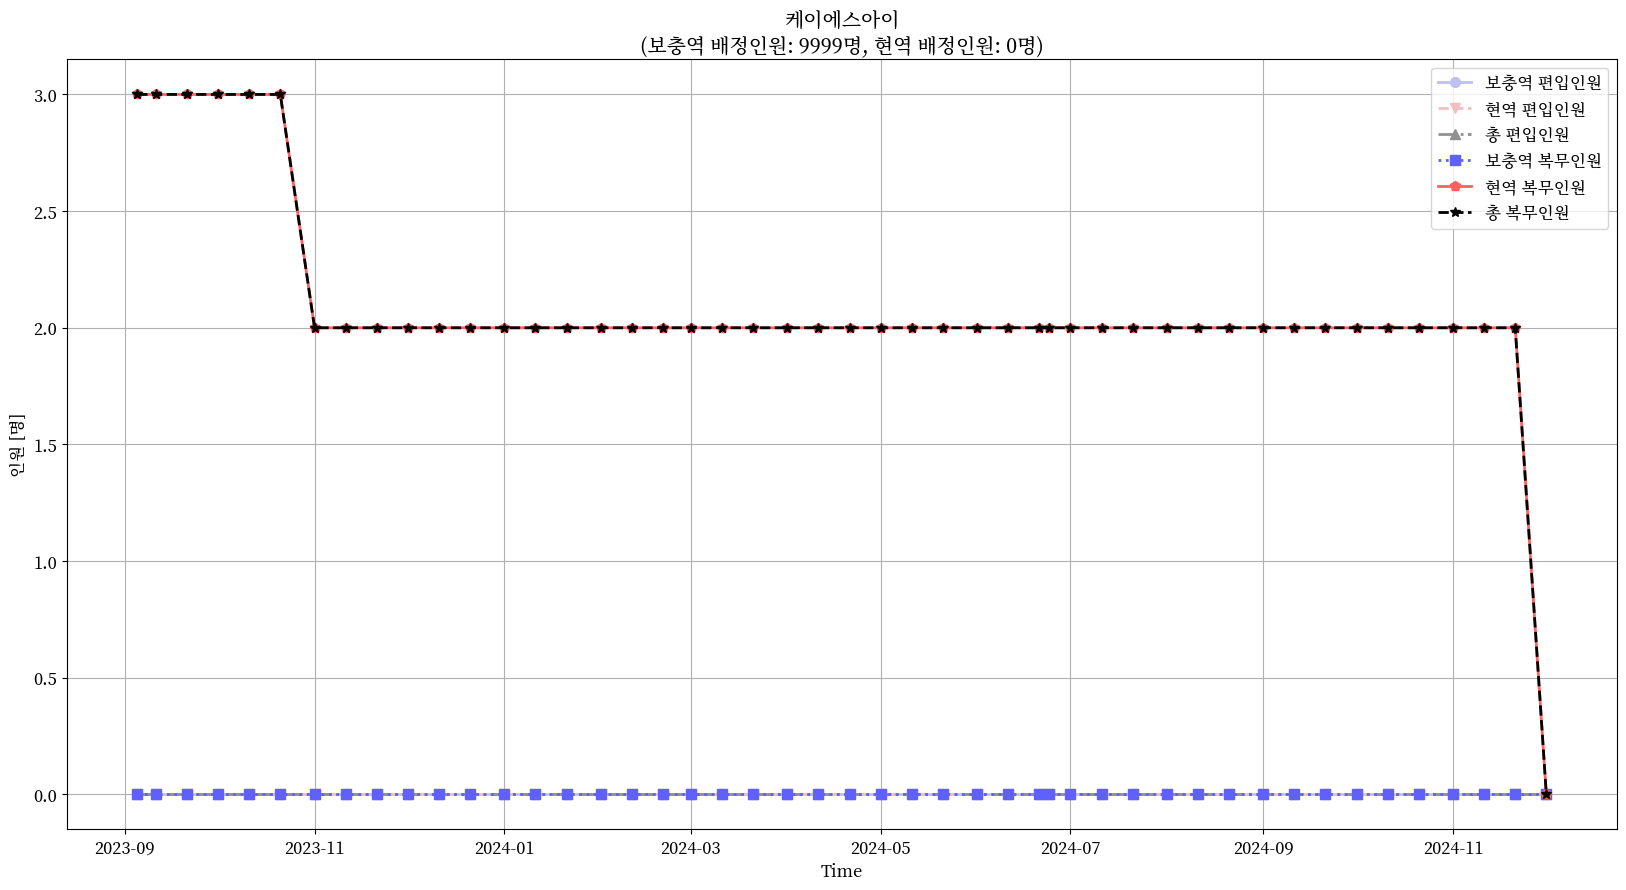 케이에스아이
(보충역 배정인원: 9999명, 현역 배정인원: 0명)
보충역 편입인원
현역 편입인원
총 편입인원
보충역 복무인원
현역 복무인원
총 복무인원
인원 [명]
3.0
2.5
2.0
1.5
1.0
0.5
0.0
2023-09
2023-11
2024-01
2024-03
2024-05
2024-07
2024-09
2024-11
Time